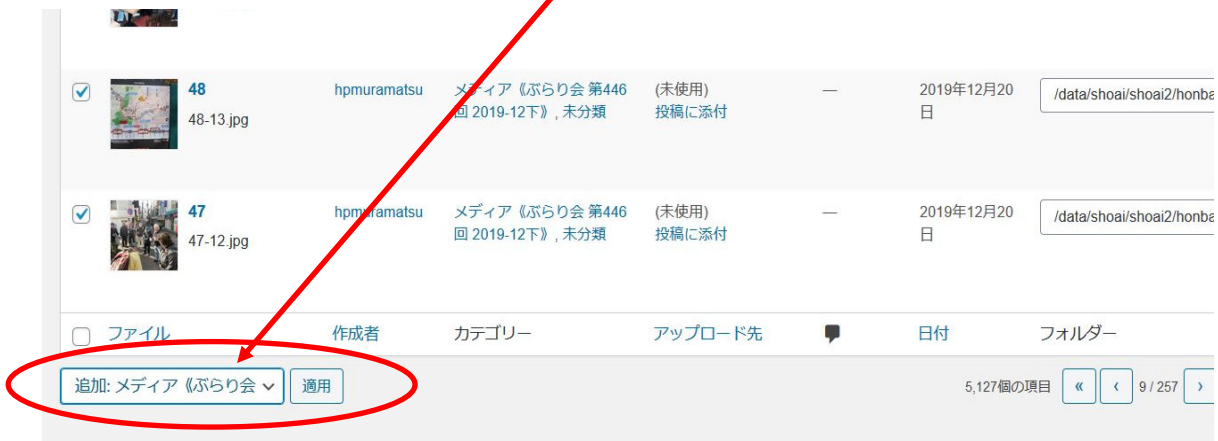 48
hpmuramatsu
メディア《ぶらり会 第446
(未使用)
—
2019年12月20
/data/shoai/shoai2/honba
48-13.jpg
回 2019-12下》, 未分類
投稿に添付
日
47
hpmuramatsu
メディア《ぶらり会 第446
(未使用)
—
2019年12月20
/data/shoai/shoai2/honba
47-12.jpg
回 2019-12下》, 未分類
投稿に添付
日
ファイル
作成者
カテゴリー
アップロード先
日付
フォルダー
追加: メディア《ぶらり会
適用
5,127個の項目
«
‹
9 / 257
›